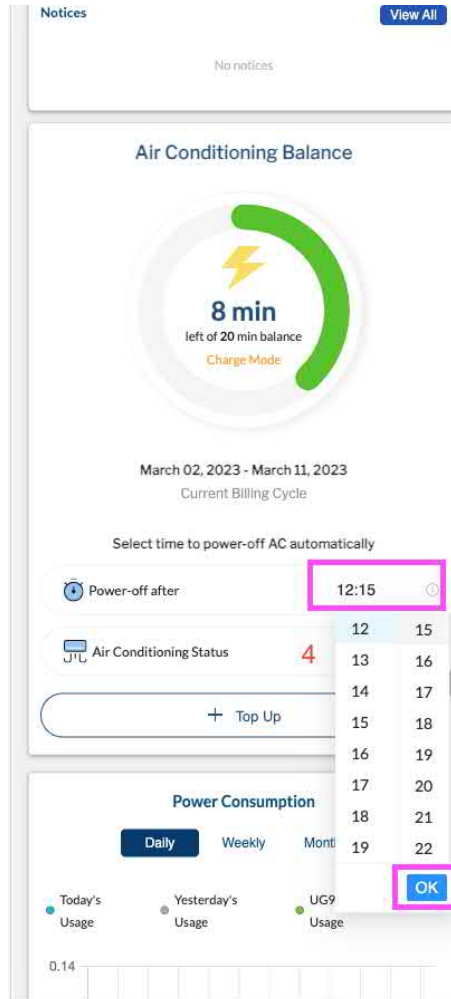 Notices
View All
No notices
Air Conditioning Balance
8 min
left of 20 min balance
Charge Mode
March 02, 2023 - March 11, 2023
Current Billing Cycle
Select time to power-off AC automatically
Power-off after
12:15
12 15
13 16
Air Conditioning Status
4
14 17
+ Top Up
15 18
16 19
17 20
Power Consumption
18 21
Daily
Weekly
19 22
OK
Today's Usage
Yesterday's Usage
UG9
Usage
0.14